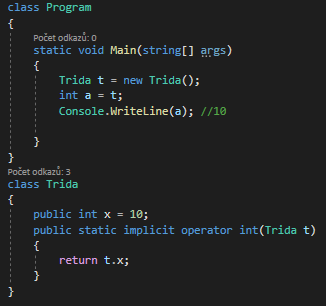 class Program
{
Počet odkazů: 0
static void Main(string[] args)
{
Trida t = new Trida();
int a = t;
Console.WriteLine(a); //10
}
}
Počet odkazů: 3
class Trida
{
public int x = 10;
public static implicit operator int(Trida t)
{
return t.x;
}
}